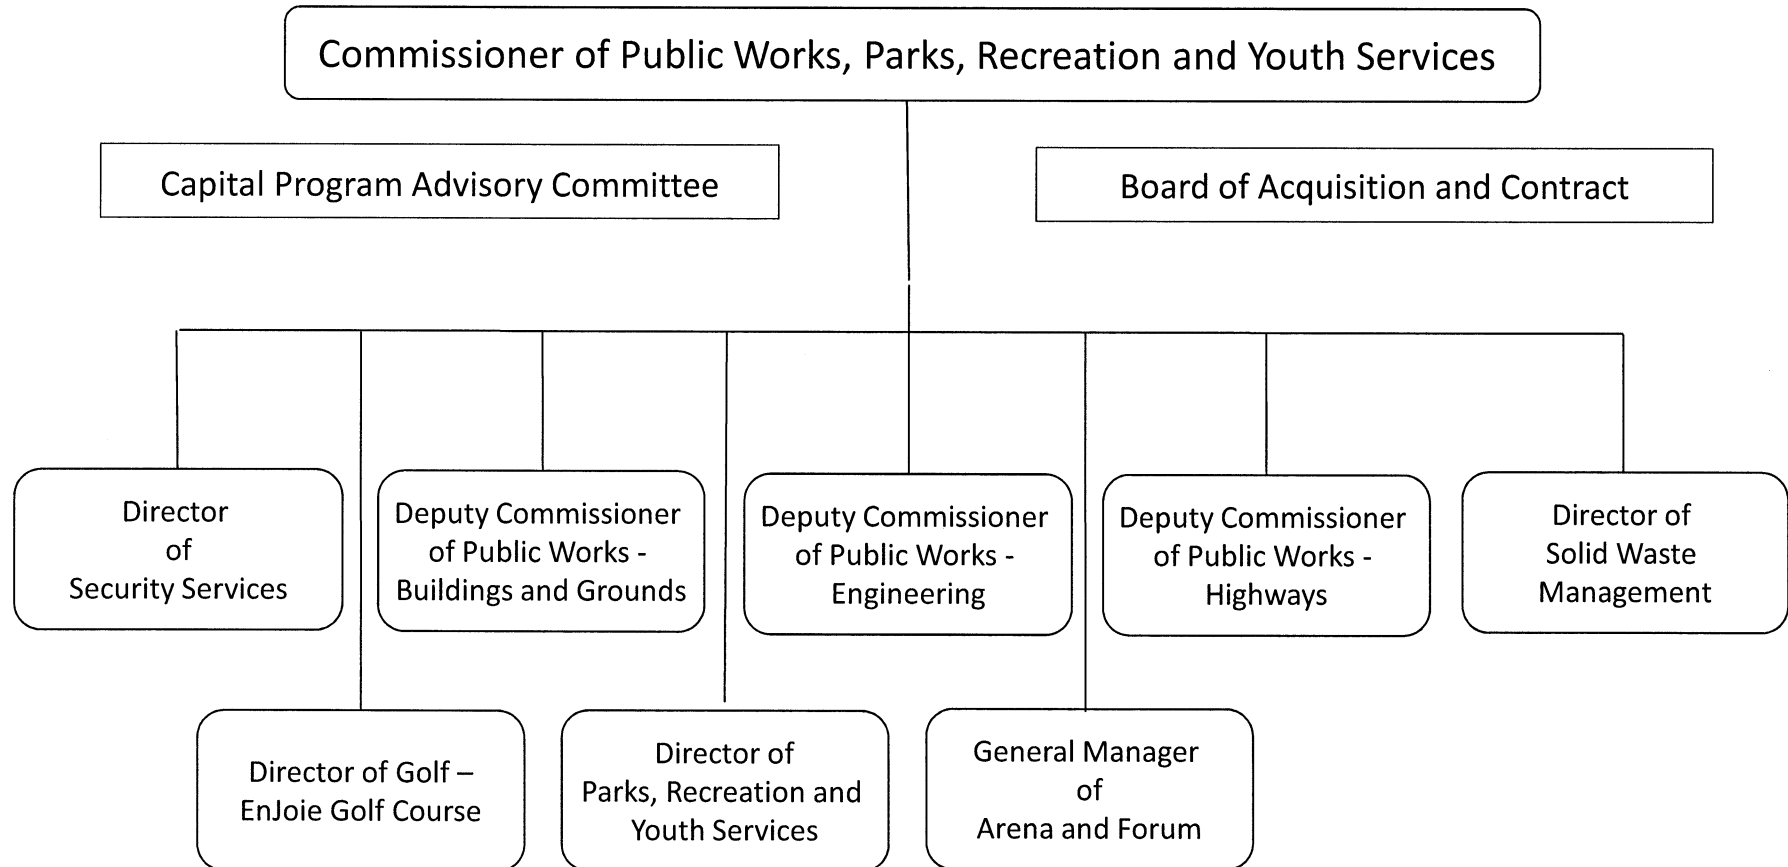 Commissioner of Public Works, Parks, Recreation and Youth Services
Capital Program Advisory Committee
Board of Acquisition and Contract
Director
of
Security Services
Deputy Commissioner
of Public Works -
Buildings and Grounds
Deputy Commissioner
of Public Works -
Engineering
Deputy Commissioner
of Public Works -
Highways
Director of
Solid Waste
Management
Director of Golf –
EnJoie Golf Course
Director of
Parks, Recreation and
Youth Services
General Manager
of
Arena and Forum